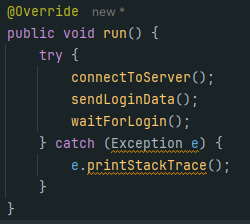 @Override new *
public void run() {
    try {
        connectToServer();
        sendLoginData();
        waitForLogin();
    } catch (Exception e) {
        e.printStackTrace();
    }
}